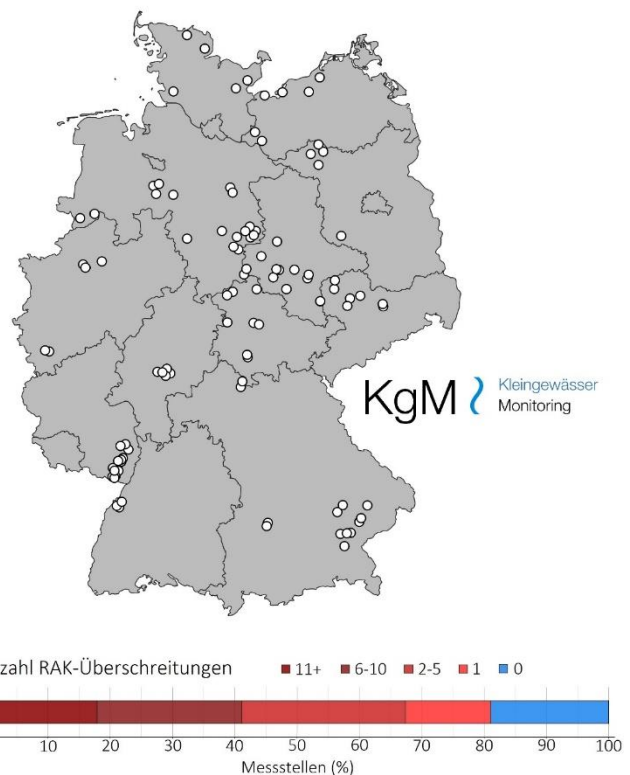 KgM Kleingewässer
Monitoring
zahl RAK-Überschreitungen 11+ 6-10 2-5 1 0
10 20 30 40 50 60 70 80 90 100
Messstellen (%)